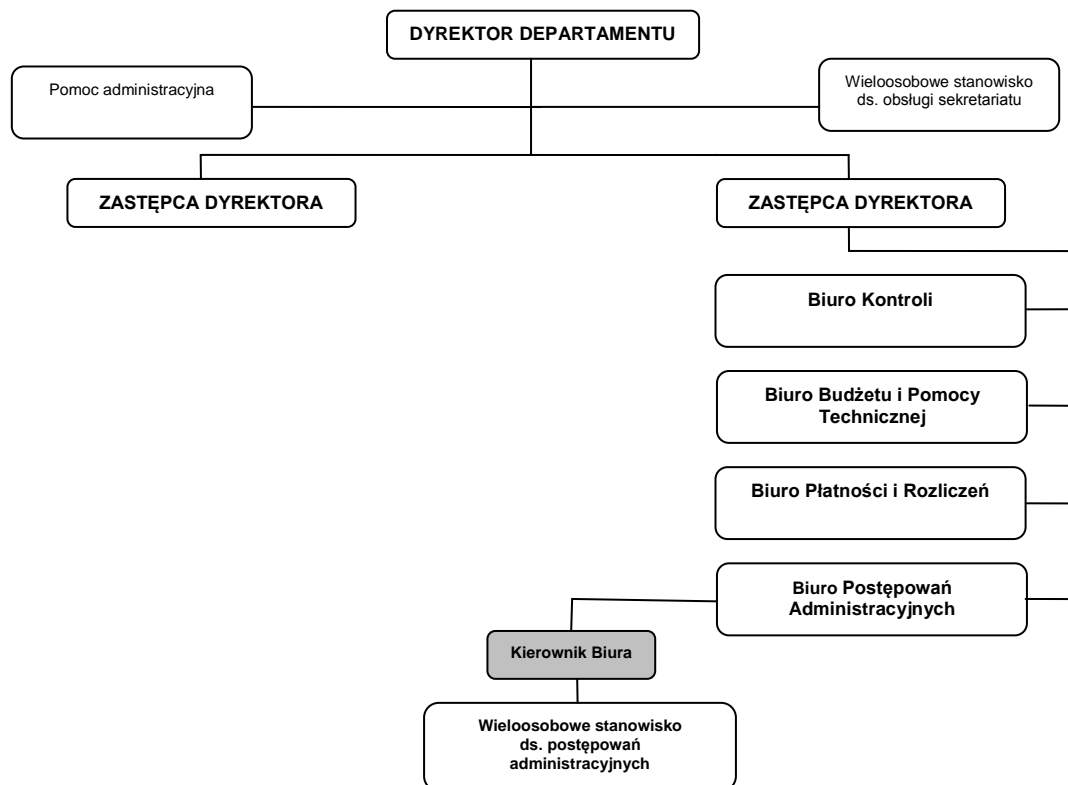 DYREKTOR DEPARTAMENTU
Pomoc administracyjna
Wieloosobowe stanowisko
ds. obsługi sekretariatu
ZASTĘPCA DYREKTORA
ZASTĘPCA DYREKTORA
Biuro Kontroli
Biuro Budżetu i Pomocy
Technicznej
Biuro Płatności i Rozliczeń
Biuro Postępowań
Administracyjnych
Kierownik Biura
Wieloosobowe stanowisko
ds. postępowań
administracyjnych